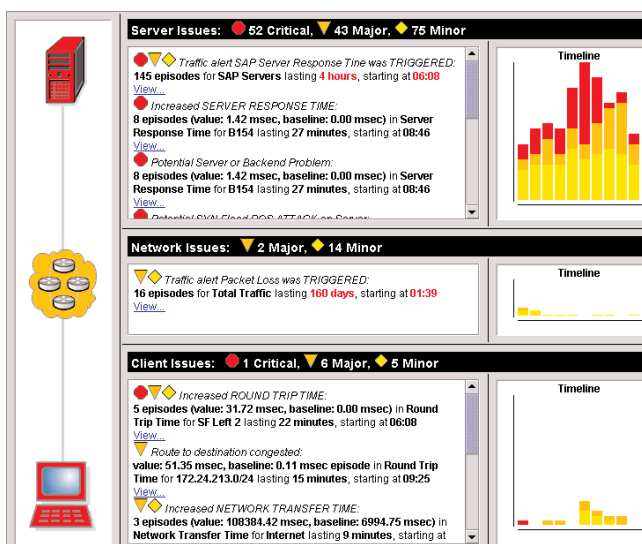 Server Issues: 52 Critical, 43 Major, 75 Minor
Traffic alert SAP Server Response Tine was TRIGGERED:
145 episodes for SAP Servers lasting 4 hours, starting at 06:08
View...
Increased SERVER RESPONSE TIME:
8 episodes (value: 1.42 msec, baseline: 0.00 msec) in Server
Response Time for B154 lasting 27 minutes, starting at 08:46
View...
Potential Server or Backend Problem:
8 episodes (value: 1.42 msec, baseline: 0.00 msec) in Server
Response Time for B154 lasting 27 minutes, starting at 08:46
View...
Potential SYN Flood DOS ATTACK on Server:
Timeline
Network Issues: 2 Major, 14 Minor
Traffic alert Packet Loss was TRIGGERED:
16 episodes for Total Traffic lasting 160 days, starting at 01:39
View...
Timeline
Client Issues: 1 Critical, 6 Major, 5 Minor
Increased ROUND TRIP TIME:
5 episodes (value: 31.72 msec, baseline: 0.00 msec) in Round
Trip Time for SF Left 2 lasting 22 minutes, starting at 06:08
View...
Route to destination congested:
value: 51.35 msec, baseline: 0.11 msec episode in Round Trip
Time for 172.24.213.0/24 lasting 15 minutes, starting at 09:25
View...
Increased NETWORK TRANSFER TIME:
3 episodes (value: 108384.42 msec, baseline: 6994.75 msec) in
Network Transfer Time for Internet lasting 9 minutes, starting at
Timeline